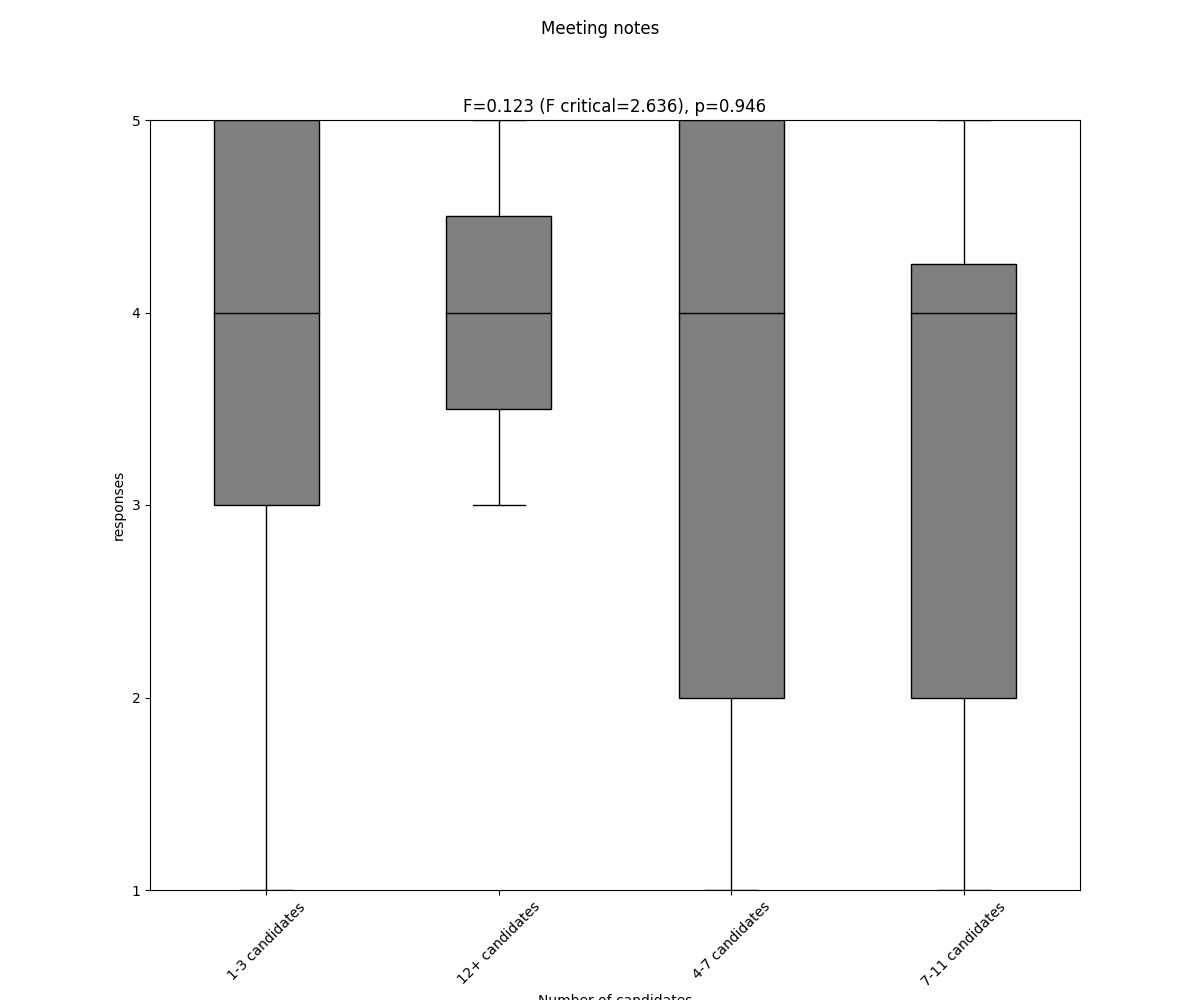 Meeting notes
F=0.123 (F critical=2.636), p=0.946
5
4
3
2
1
responses
1-3 candidates
12+ candidates
4-7 candidates
7-11 candidates
Number of candidates